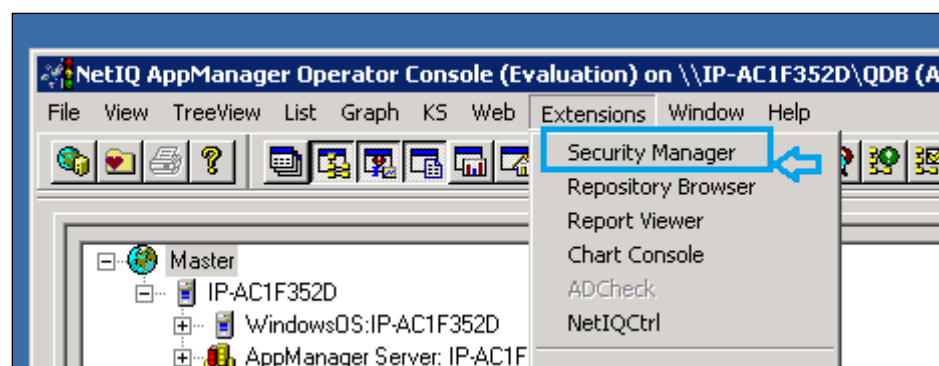 NetIQ AppManager Operator Console (Evaluation) on \\IP-AC1F352D\QDB (A
File View TreeView List Graph KS Web Extensions Window Help
Security Manager
Repository Browser
Report Viewer
Chart Console
ADCheck
NetIQCtrl
Master
IP-AC1F352D
WindowsOS:IP-AC1F352D
AppManager Server: IP-AC1F